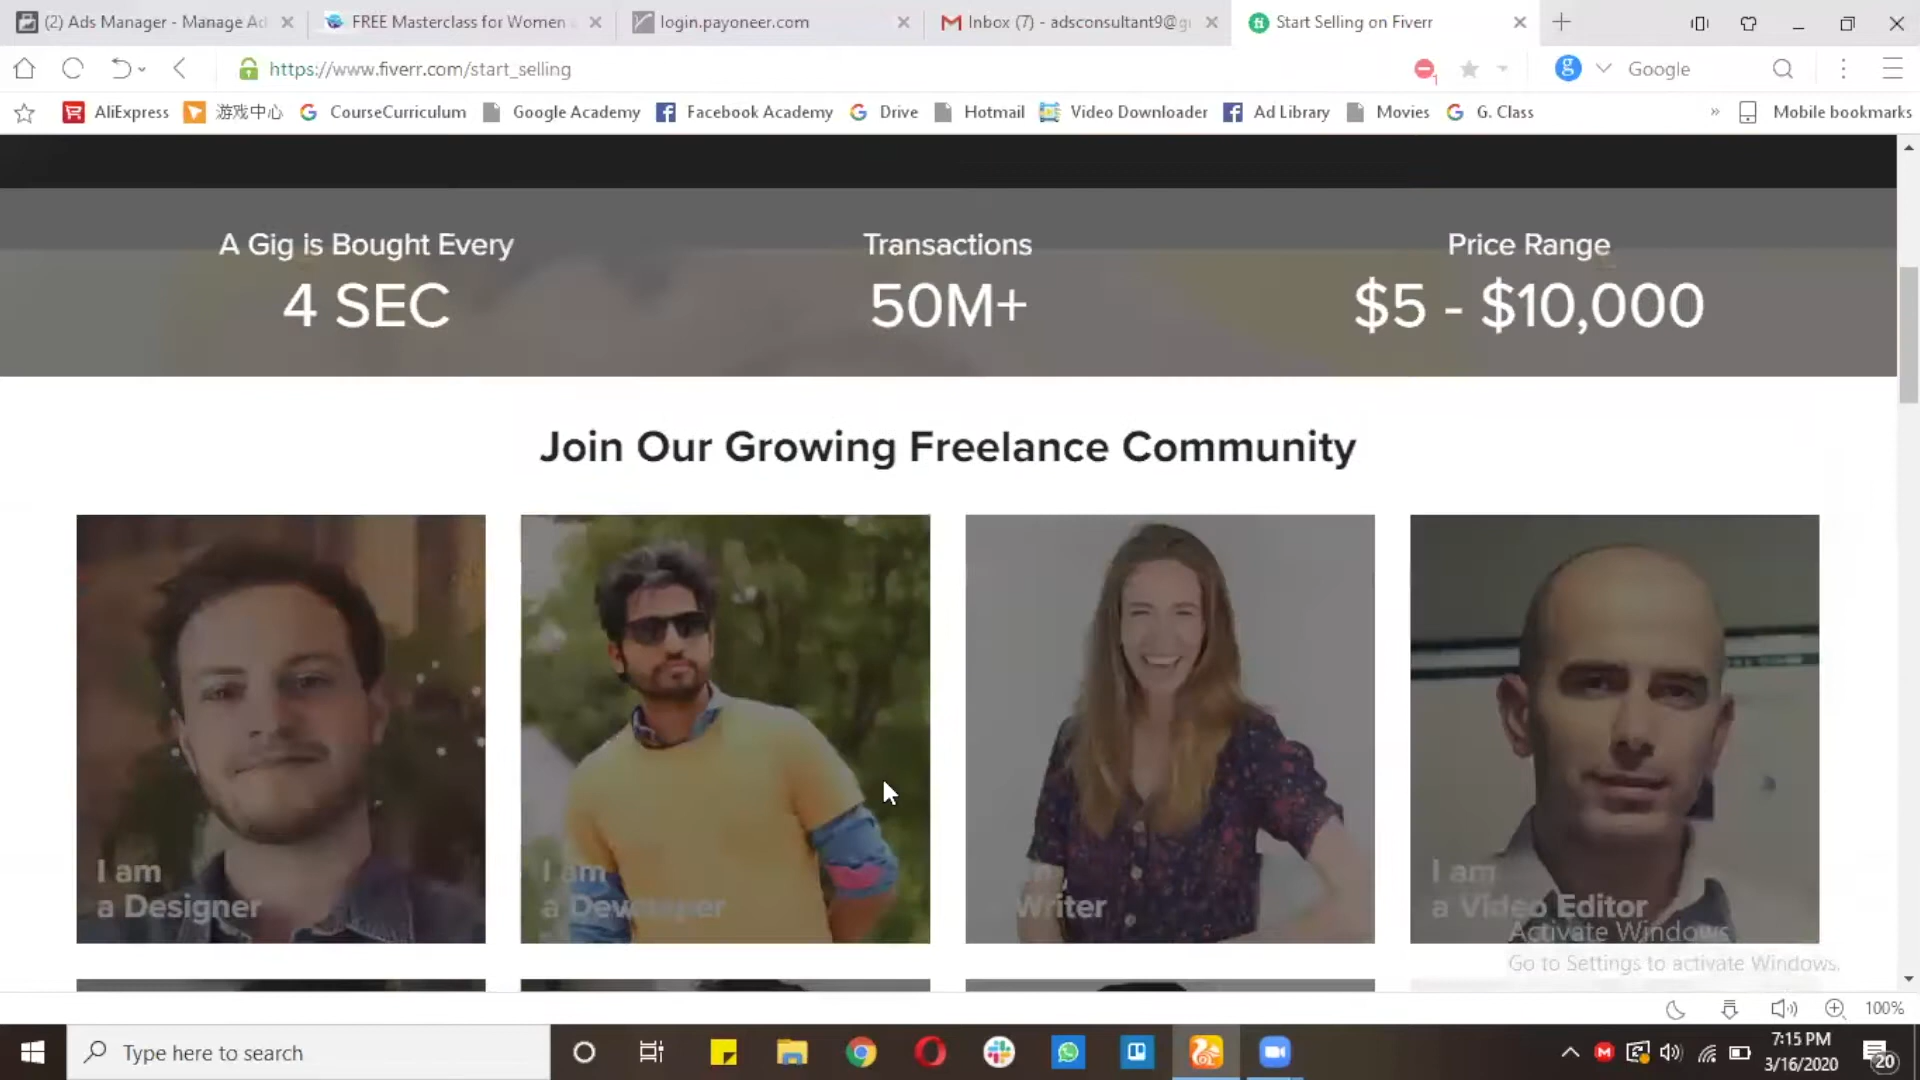 (2) Ads Manager - Manage Ad
FREE Masterclass for Women
login.payoneer.com
Inbox (7) - adsconsultant9@g
Start Selling on Fiverr
https://www.fiverr.com/start_selling
Google
AliExpress
游戏中心
CourseCurriculum
Google Academy
Facebook Academy
Drive
Hotmail
Video Downloader
Ad Library
Movies
G. Class
Mobile bookmarks
A Gig is Bought Every
4 SEC
Transactions
50M+
Price Range
$5 - $10,000
Join Our Growing Freelance Community
I am
a Designer
I am
a Developer
Writer
I am
a Video Editor
Activate Windows
Go to Settings to activate Windows.
100%
Type here to search
7:15 PM
3/16/2020
20